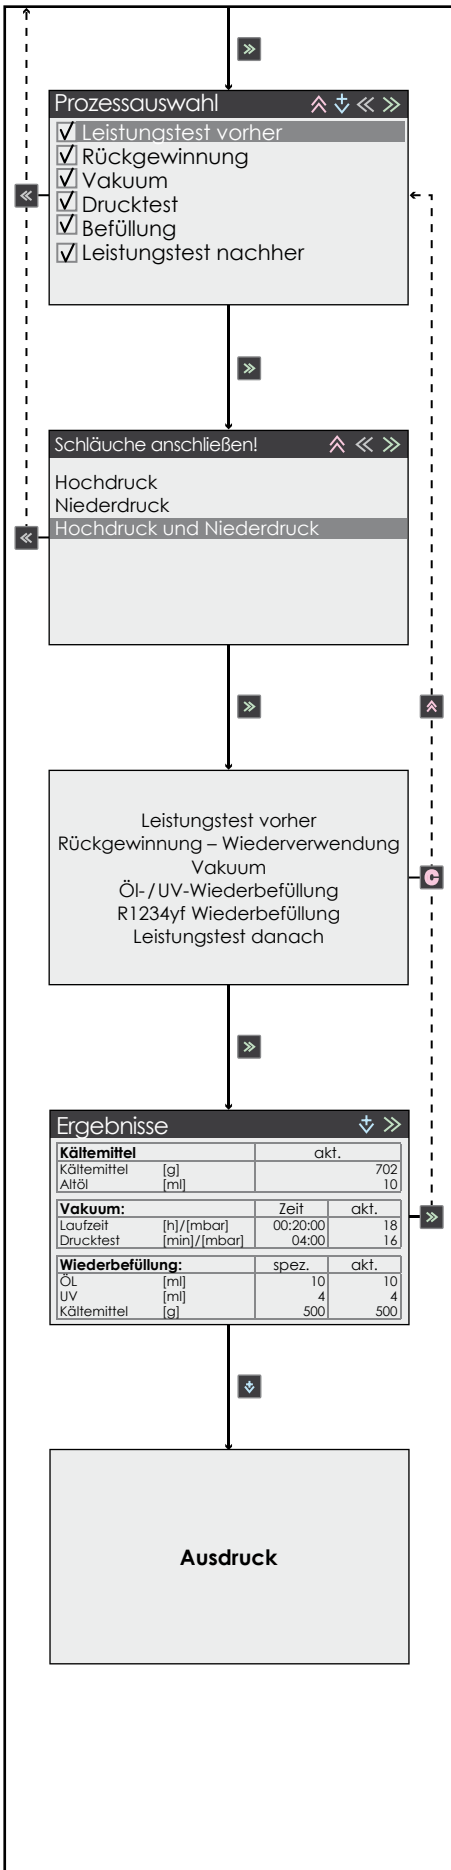 Prozessauswahl
Leistungstest vorher
Rückgewinnung
Vakuum
Drucktest
Befüllung
Leistungstest nachher
Schläuche anschließen!
Hochdruck
Niederdruck
Hochdruck und Niederdruck
Leistungstest vorher
Rückgewinnung – Wiederverwendung
Vakuum
Öl-/UV-Wiederbefüllung
R1234yf Wiederbefüllung
Leistungstest danach
C
Ergebnisse
Kältemittel akt.
Kältemittel [g] 702
Altöl [ml] 10
Vakuum: Zeit akt.
Laufzeit [h]/[mbar] 00:20:00 18
Drucktest [min]/[mbar] 04:00 16
Wiederbefüllung: spez. akt.
ÖL [ml] 10 10
UV [ml] 4 4
Kältemittel [g] 500 500
Ausdruck